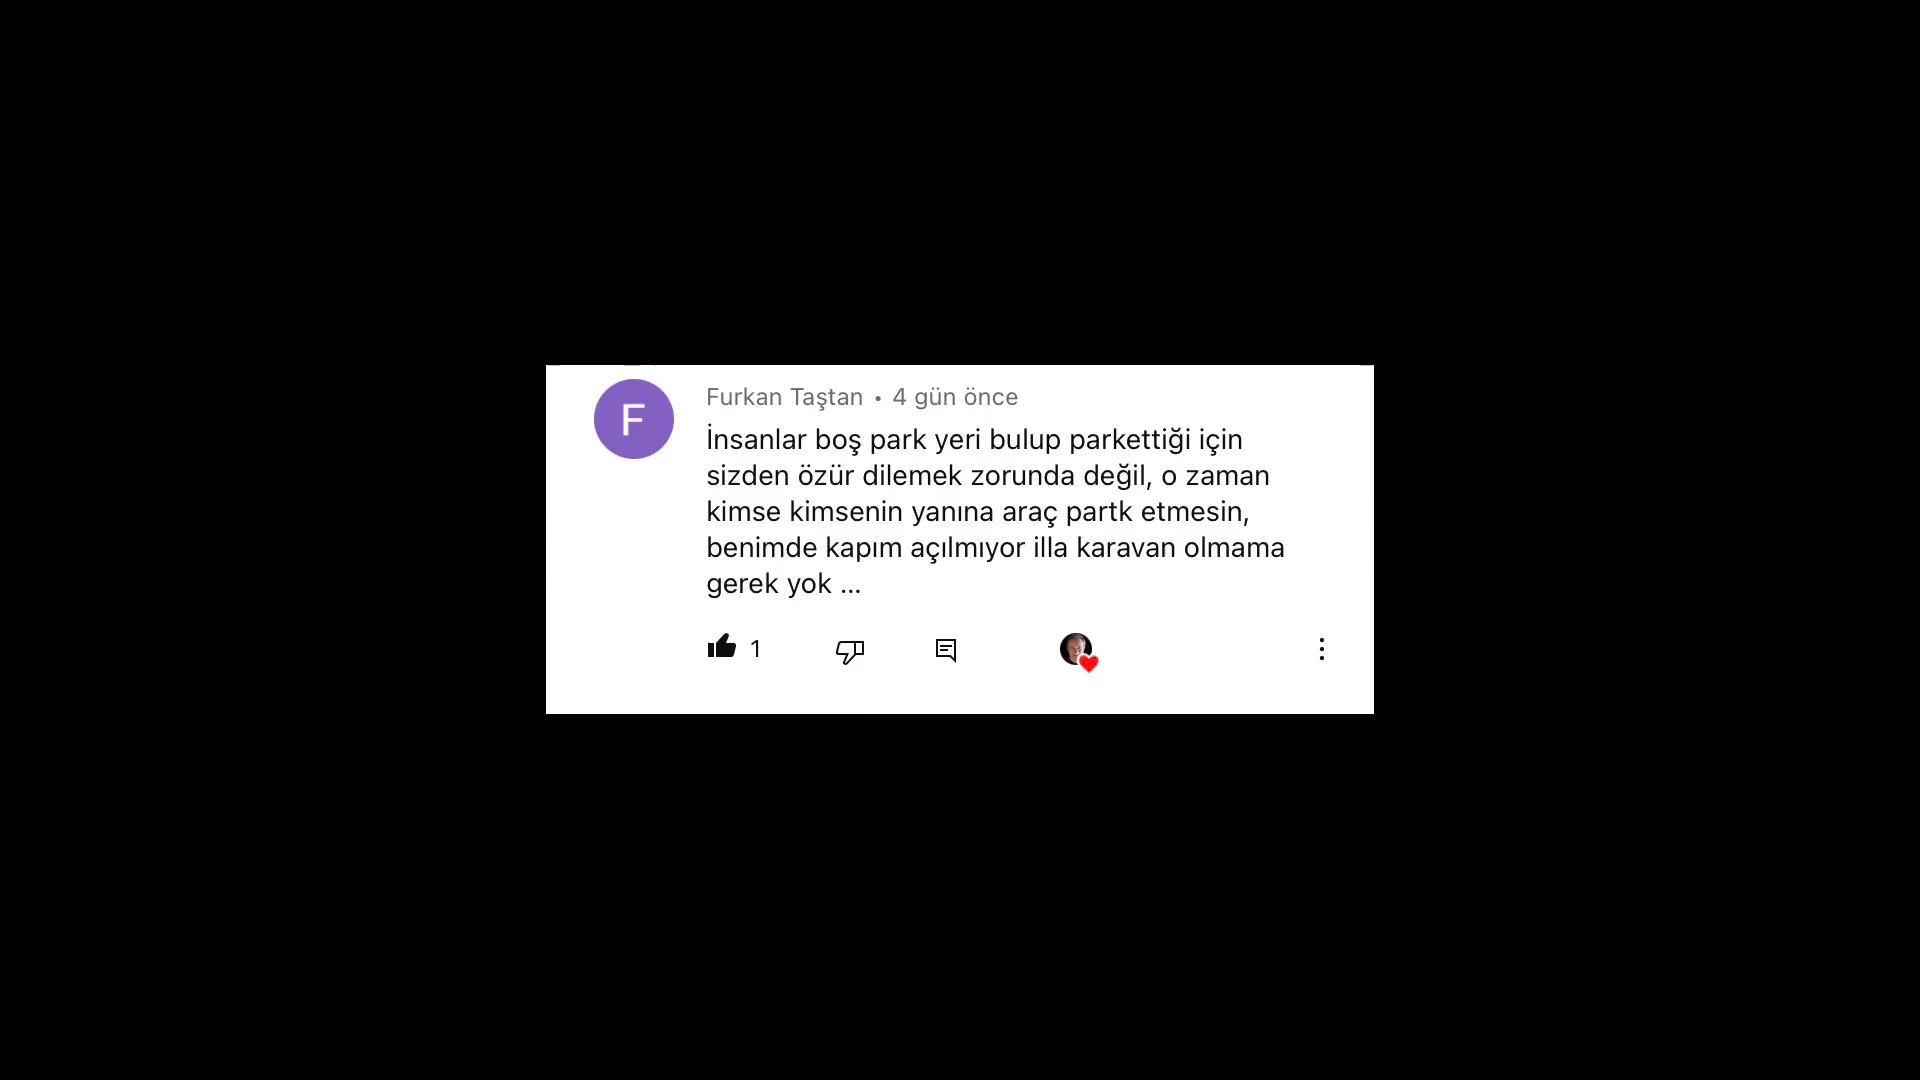 F
Furkan Taştan • 4 gün önce
İnsanlar boş park yeri bulup parkettiği için
sizden özür dilemek zorunda değil, o zaman
kimse kimsenin yanına araç partk etmesin,
benimde kapım açılmıyor illa karavan olmama
gerek yok ...
1